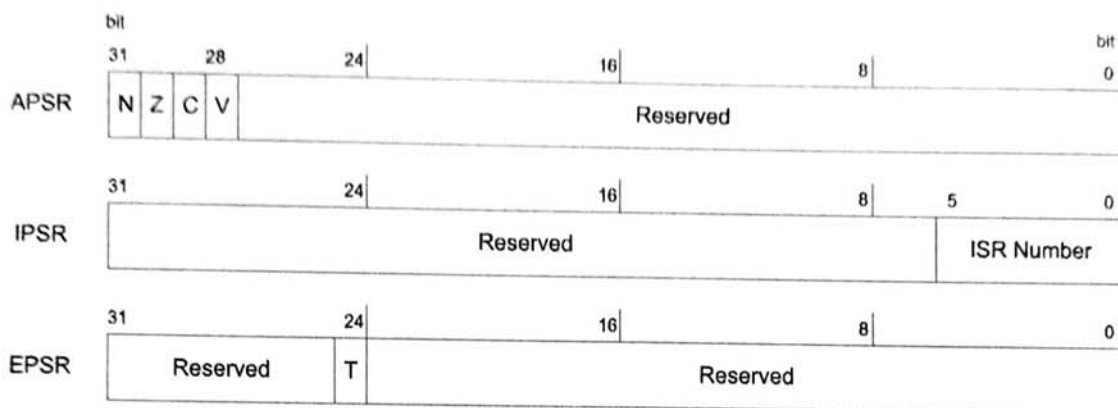 bit bit
31 28 24 16 8 0
APSR N Z C V Reserved
31 24 16 8 5 0
IPSR Reserved ISR Number
31 24 16 8 0
EPSR Reserved T Reserved